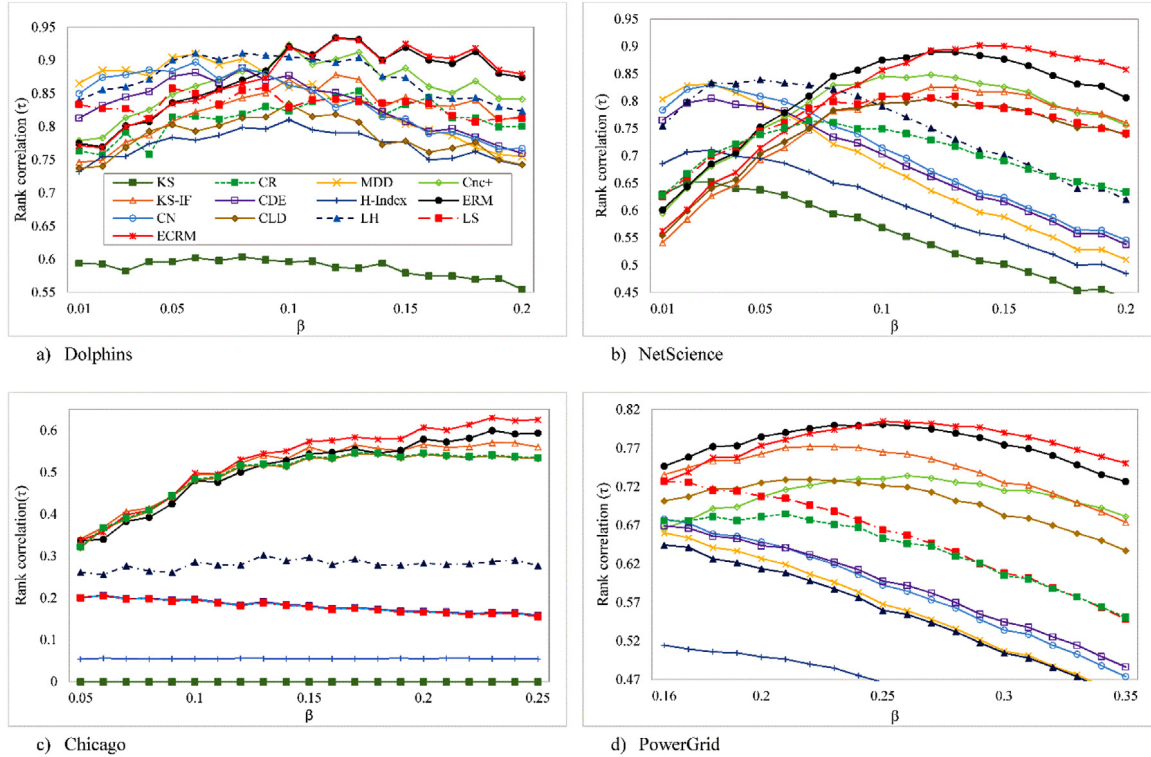 0.95
0.9
0.85
0.8
0.75
0.7
0.65
0.6
0.55
Rank correlation (τ)
KS CR MDD Cnc+
KS-IF CDE H-Index ERM
CN CLD LH LS
ECRM
0.01 0.05 0.1 0.15 0.2
β
a) Dolphins
0.95
0.9
0.85
0.8
0.75
0.7
0.65
0.6
0.55
0.5
0.45
Rank correlation (τ)
0.01 0.05 0.1 0.15 0.2
β
b) NetScience
0.6
0.5
0.4
0.3
0.2
0.1
0
Rank correlation(τ)
0.05 0.1 0.15 0.2 0.25
β
c) Chicago
0.82
0.77
0.72
0.67
0.62
0.57
0.52
0.47
Rank correlation (τ)
0.16 0.2 0.25 0.3 0.35
β
d) PowerGrid